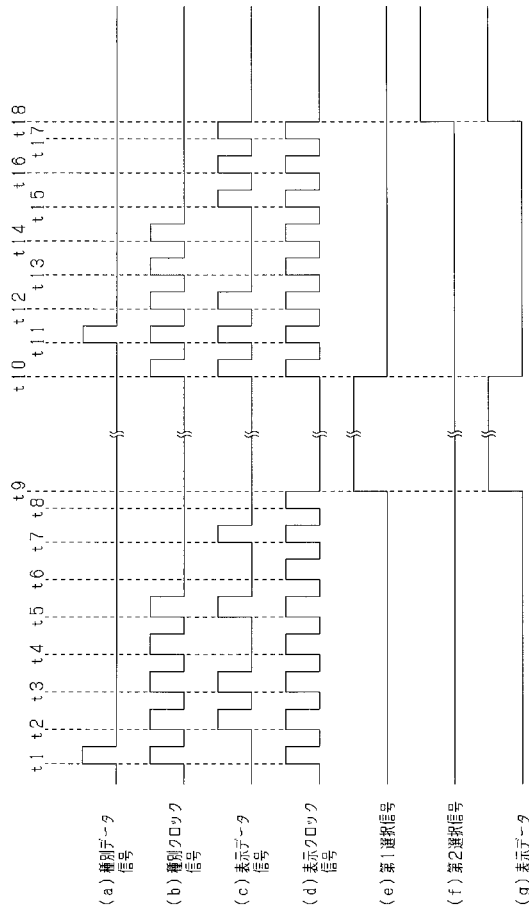 t1 t2 t3 t4 t5 t6 t7 t8 t9 t10 t11 t12 t13 t14 t15 t16 t17 t18
(a)種別データ
信号
(b)種別クロック
信号
(c)表示データ
信号
(d)表示クロック
信号
(e)第1選択信号
(f)第2選択信号
(g)表示データ